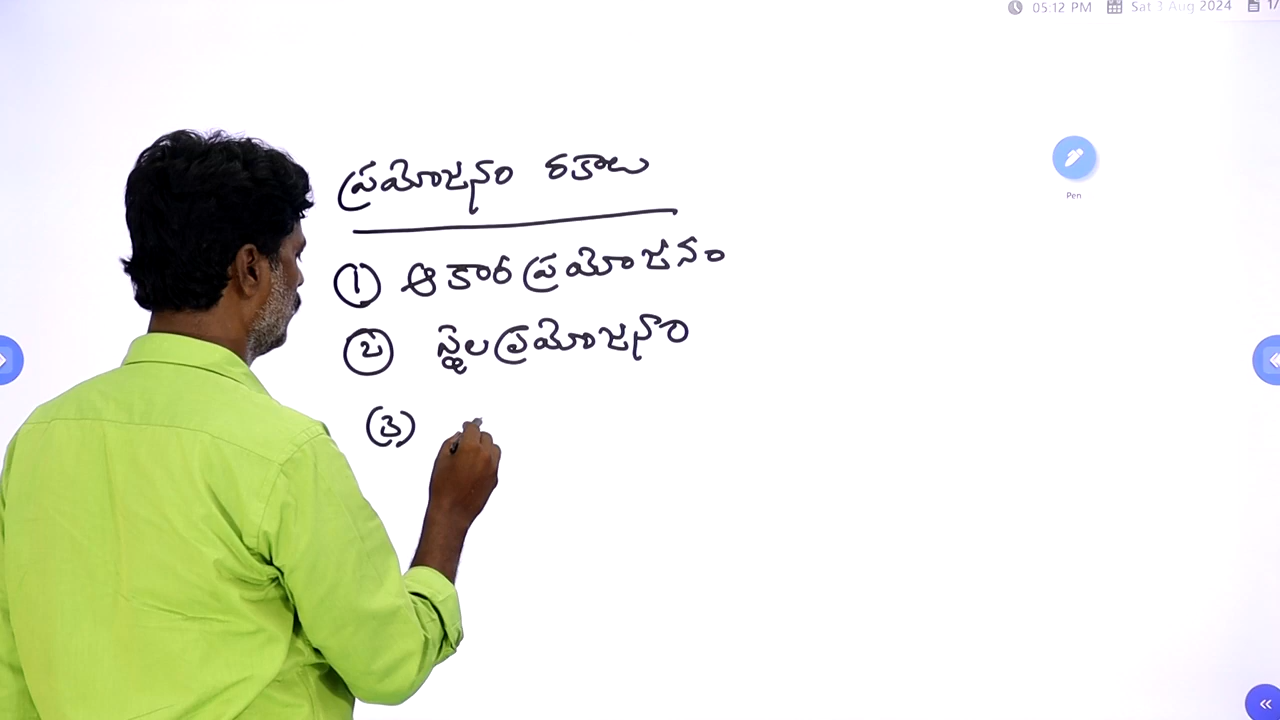 05:12 PM Sat 3 Aug 2024 1/
Pen
ప్రయోజనం రకాలు
① ఆకార ప్రయోజనం
② స్థల ప్రయోజనం
③